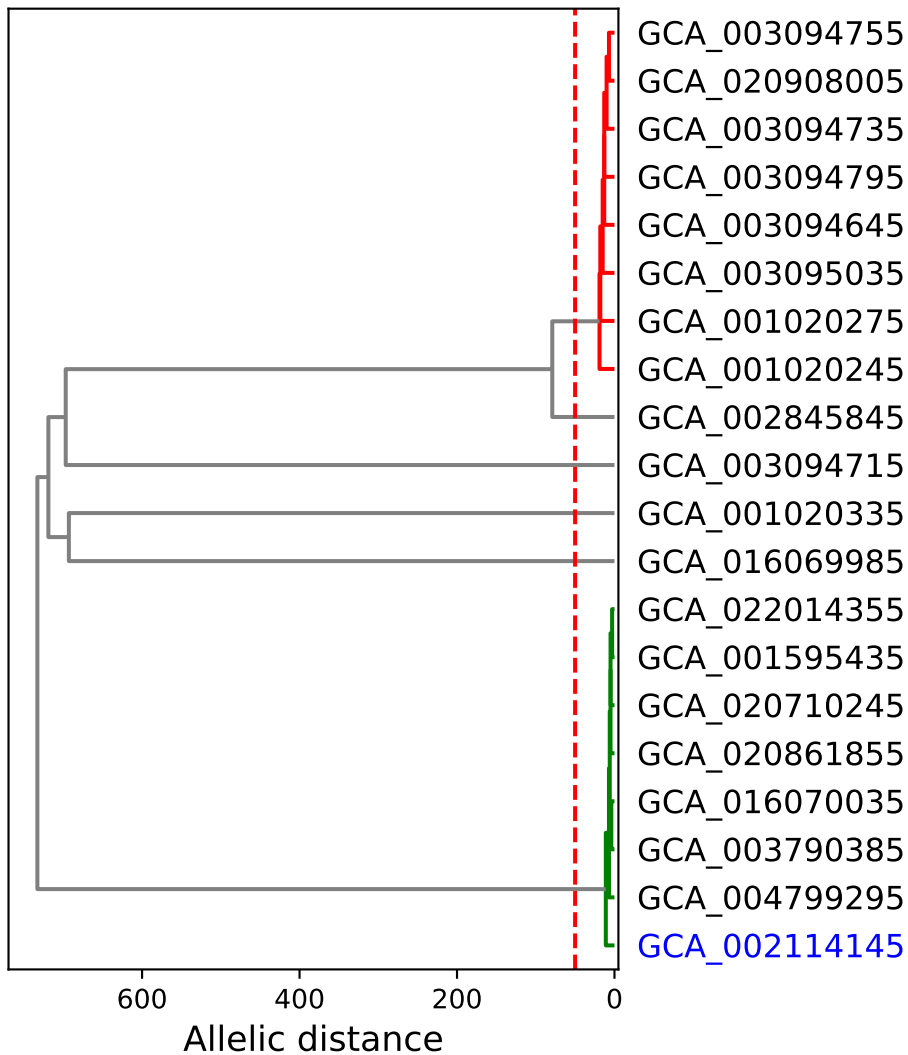 GCA_003094755
GCA_020908005
GCA_003094735
GCA_003094795
GCA_003094645
GCA_003095035
GCA_001020275
GCA_001020245
GCA_002845845
GCA_003094715
GCA_001020335
GCA_016069985
GCA_022014355
GCA_001595435
GCA_020710245
GCA_020861855
GCA_016070035
GCA_003790385
GCA_004799295
GCA_002114145
600 400 200 0
Allelic distance